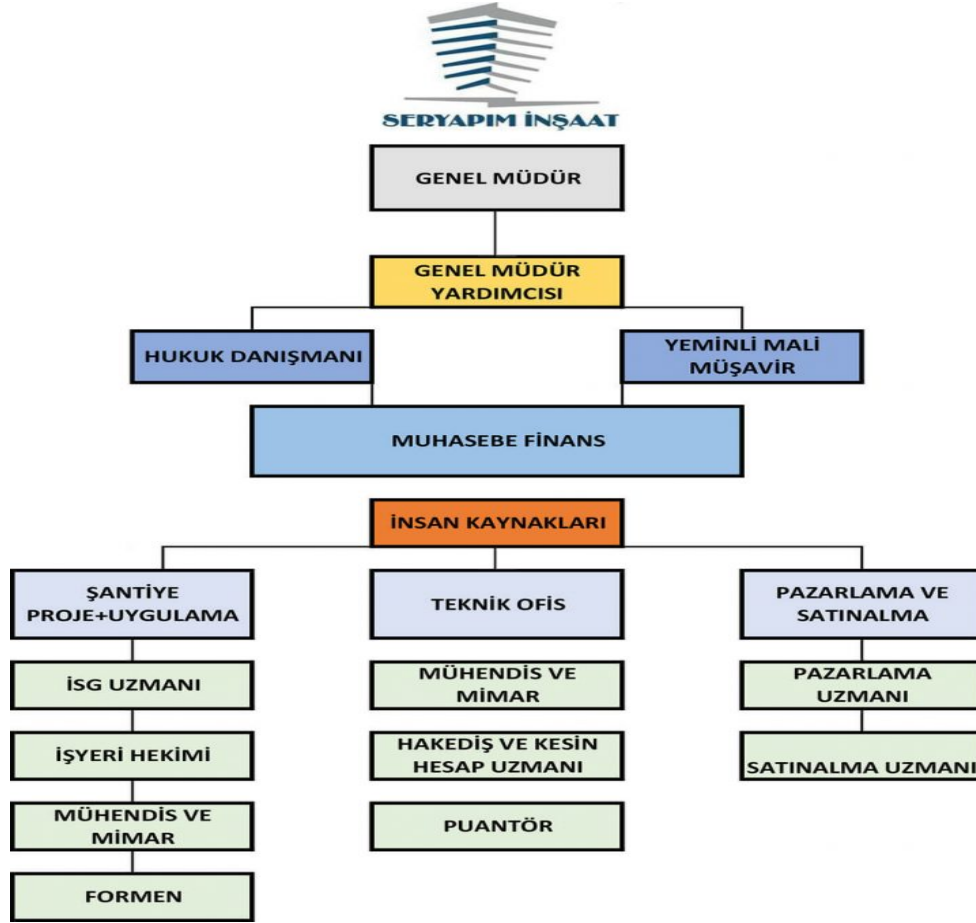 SERYAPIM İNŞAAT
GENEL MÜDÜR
GENEL MÜDÜR
YARDIMCISI
HUKUK DANIŞMANI
YEMİNLİ MALİ
MÜŞAVİR
MUHASEBE FİNANS
İNSAN KAYNAKLARI
ŞANTİYE
PROJE+UYGULAMA
İSG UZMANI
İŞYERİ HEKİMİ
MÜHENDİS VE
MİMAR
FORMEN
TEKNİK OFİS
MÜHENDİS VE
MİMAR
HAKEDİŞ VE KESİN
HESAP UZMANI
PUANTÖR
PAZARLAMA VE
SATINALMA
PAZARLAMA
UZMANI
SATINALMA UZMANI